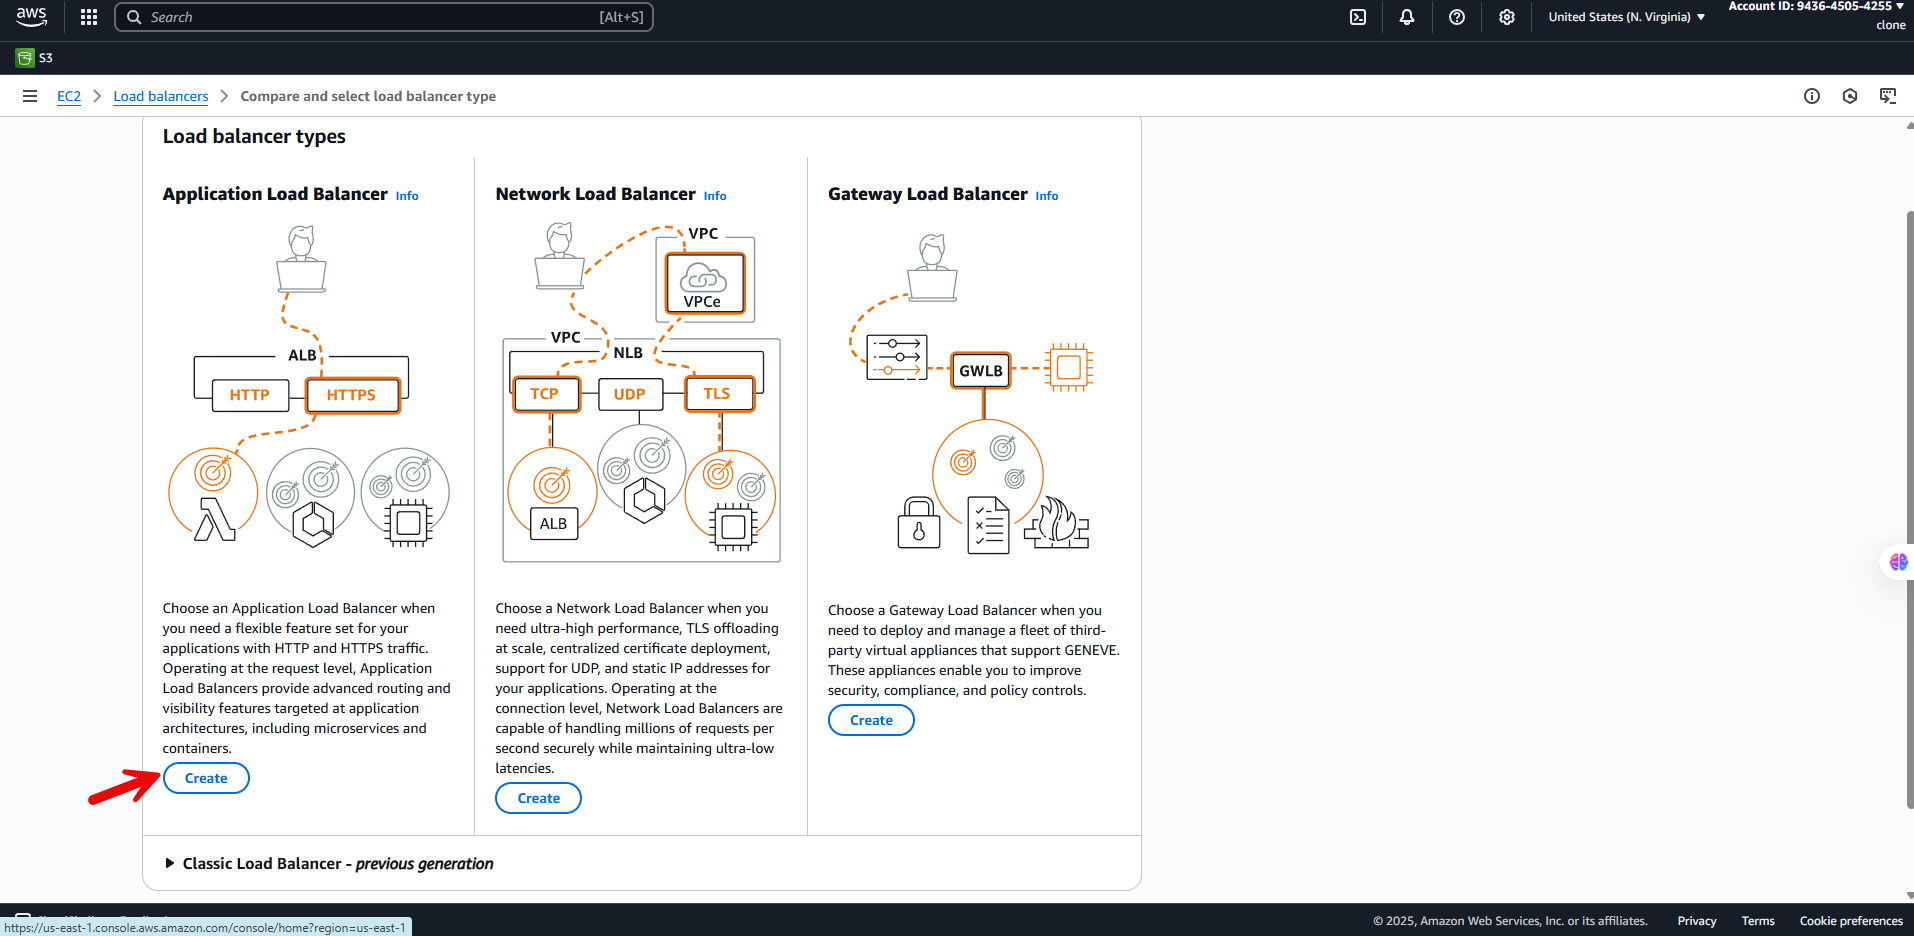 aws
Search
[Alt+S]
United States (N. Virginia)
Account ID: 9436-4505-4255
clone
S3
EC2
Load balancers
Compare and select load balancer type
Load balancer types
Application Load Balancer Info
ALB
HTTP
HTTPS
Choose an Application Load Balancer when
you need a flexible feature set for your
applications with HTTP and HTTPS traffic.
Operating at the request level, Application
Load Balancers provide advanced routing and
visibility features targeted at application
architectures, including microservices and
containers.
Create
Network Load Balancer Info
VPC
VPCe
VPC
NLB
TCP
UDP
TLS
ALB
Choose a Network Load Balancer when you
need ultra-high performance, TLS offloading
at scale, centralized certificate deployment,
support for UDP, and static IP addresses for
your applications. Operating at the
connection level, Network Load Balancers are
capable of handling millions of requests per
second securely while maintaining ultra-low
latencies.
Create
Gateway Load Balancer Info
GWLB
Choose a Gateway Load Balancer when you
need to deploy and manage a fleet of third-
party virtual appliances that support GENEVE.
These appliances enable you to improve
security, compliance, and policy controls.
Create
Classic Load Balancer - previous generation
https://us-east-1.console.aws.amazon.com/console/home?region=us-east-1
© 2025, Amazon Web Services, Inc. or its affiliates.
Privacy
Terms
Cookie preferences